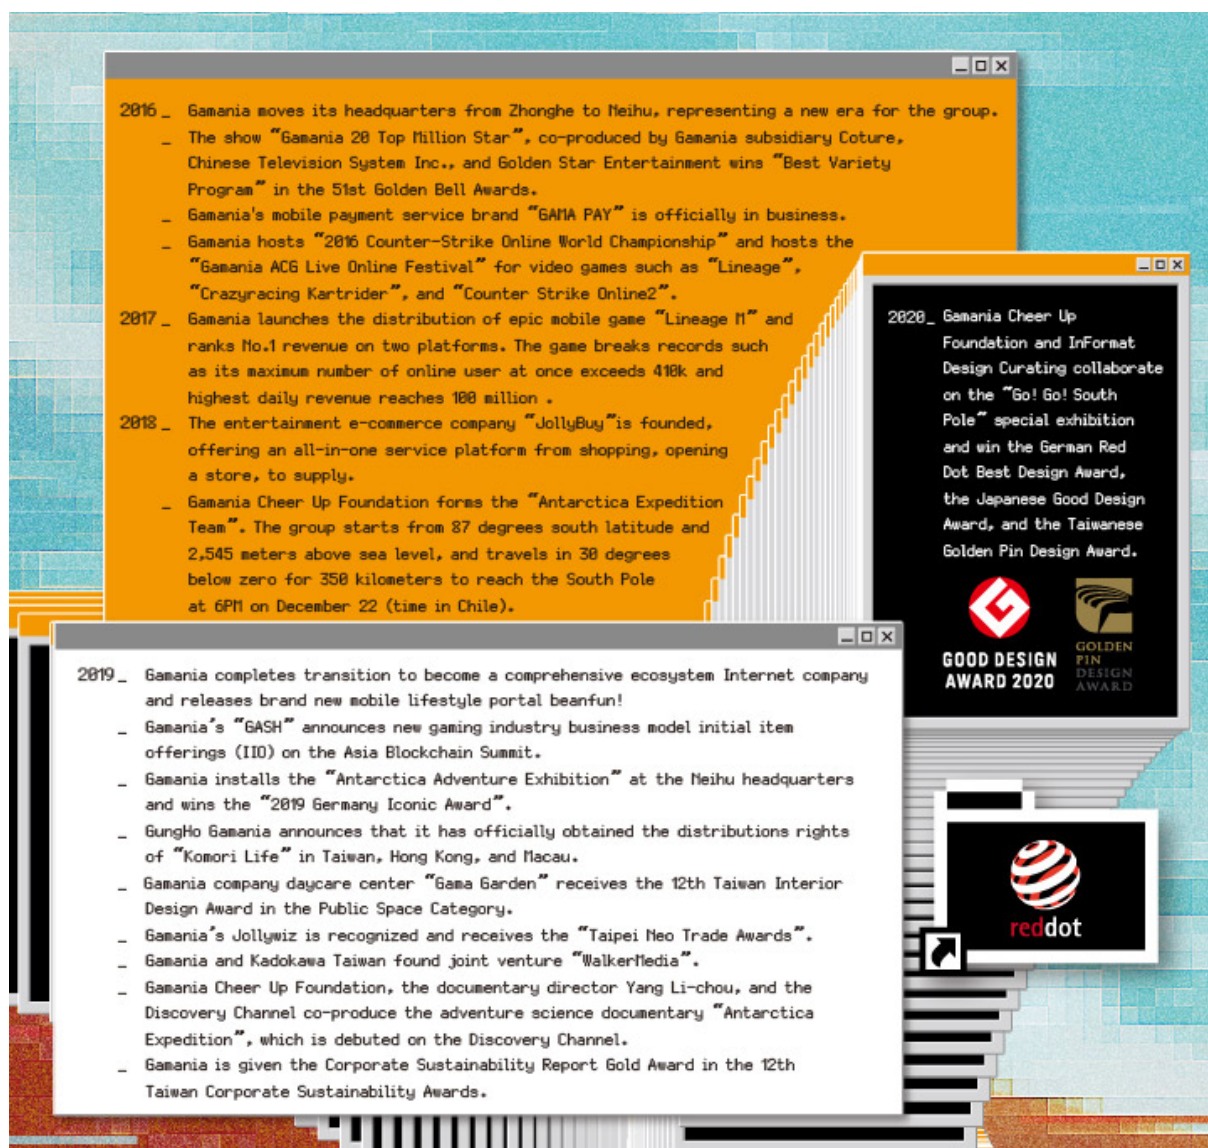 2016_ Gamania moves its headquarters from Zhonghe to Neihu, representing a new era for the group.
_ The show "Gamania 20 Top Million Star", co-produced by Gamania subsidiary Coture,
Chinese Television System Inc., and Golden Star Entertainment wins "Best Variety
Program" in the 51st Golden Bell Awards.
_ Gamania's mobile payment service brand "GAMA PAY" is officially in business.
_ Gamania hosts "2016 Counter-Strike Online World Championship" and hosts the
"Gamania ACG Live Online Festival" for video games such as "Lineage",
"Crazyracing Kartrider", and "Counter Strike Online2".
2017_ Gamania launches the distribution of epic mobile game "Lineage M" and
ranks No.1 revenue on two platforms. The game breaks records such
as its maximum number of online user at once exceeds 410k and
highest daily revenue reaches 100 million .
2018_ The entertainment e-commerce company "JollyBuy"is founded,
offering an all-in-one service platform from shopping, opening
a store, to supply.
_ Gamania Cheer Up Foundation forms the "Antarctica Expedition
Team". The group starts from 87 degrees south latitude and
2,545 meters above sea level, and travels in 30 degrees
below zero for 350 kilometers to reach the South Pole
at 6PM on December 22 (time in Chile).
2019_ Gamania completes transition to become a comprehensive ecosystem Internet company
and releases brand new mobile lifestyle portal beanfun!
_ Gamania's "GASH" announces new gaming industry business model initial item
offerings (IIO) on the Asia Blockchain Summit.
_ Gamania installs the "Antarctica Adventure Exhibition" at the Neihu headquarters
and wins the "2019 Germany Iconic Award".
_ GungHo Gamania announces that it has officially obtained the distributions rights
of "Komori Life" in Taiwan, Hong Kong, and Macau.
_ Gamania company daycare center "Gama Garden" receives the 12th Taiwan Interior
Design Award in the Public Space Category.
_ Gamania's Jollywiz is recognized and receives the "Taipei Neo Trade Awards".
_ Gamania and Kadokawa Taiwan found joint venture "WalkerMedia".
_ Gamania Cheer Up Foundation, the documentary director Yang Li-chou, and the
Discovery Channel co-produce the adventure science documentary "Antarctica
Expedition", which is debuted on the Discovery Channel.
_ Gamania is given the Corporate Sustainability Report Gold Award in the 12th
Taiwan Corporate Sustainability Awards.
2020_ Gamania Cheer Up
Foundation and InFormat
Design Curating collaborate
on the "Go! Go! South
Pole" special exhibition
and win the German Red
Dot Best Design Award,
the Japanese Good Design
Award, and the Taiwanese
Golden Pin Design Award.
GOOD DESIGN
AWARD 2020
GOLDEN
PIN
DESIGN
AWARD
reddot